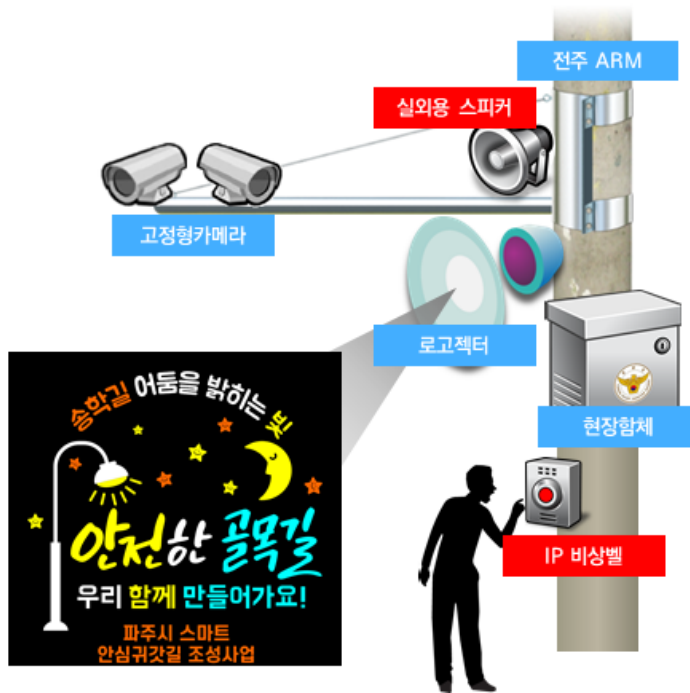 전주 ARM
실외용 스피커
고정형카메라
로고젝터
현장함체
IP 비상벨
송학길 어둠을 밝히는 빛
안전한 골목길
우리 함께 만들어가요!
파주시 스마트
안심귀갓길 조성사업